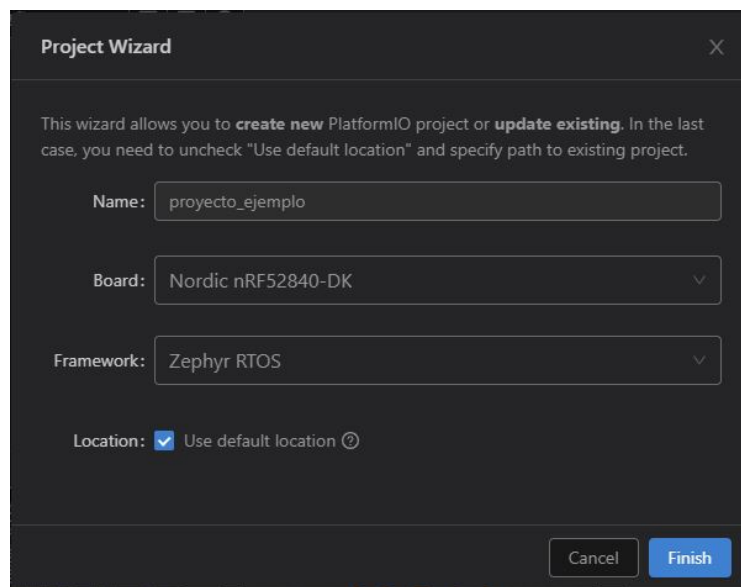 Project Wizard
This wizard allows you to create new PlatformIO project or update existing. In the last
case, you need to uncheck "Use default location" and specify path to existing project.
Name: proyecto_ejemplo
Board: Nordic nRF52840-DK
Framework: Zephyr RTOS
Location: Use default location
Cancel Finish